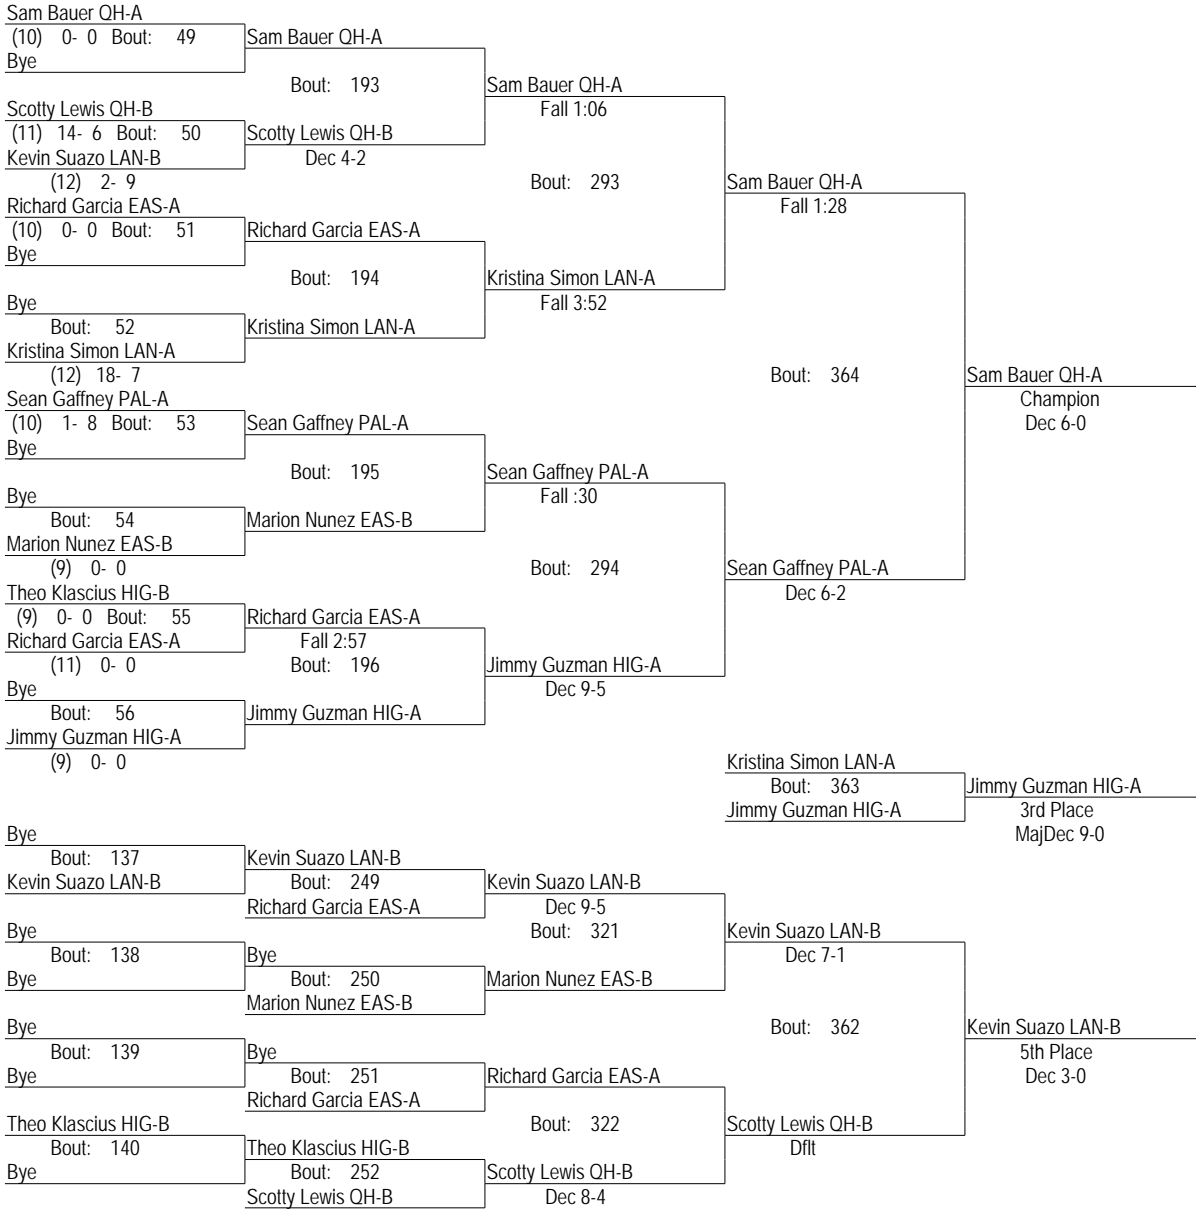 Sam Bauer QH-A
(10) 0- 0 Bout: 49 Sam Bauer QH-A
Bye
Bout: 193 Sam Bauer QH-A
Scotty Lewis QH-B Fall 1:06
(11) 14- 6 Bout: 50 Scotty Lewis QH-B
Kevin Suazo LAN-B Dec 4-2
(12) 2- 9 Bout: 293 Sam Bauer QH-A
Richard Garcia EAS-A Fall 1:28
(10) 0- 0 Bout: 51 Richard Garcia EAS-A
Bye
Bout: 194 Kristina Simon LAN-A
Bye Fall 3:52
Bout: 52 Kristina Simon LAN-A
Kristina Simon LAN-A
(12) 18- 7 Bout: 364 Sam Bauer QH-A
Sean Gaffney PAL-A Champion
(10) 1- 8 Bout: 53 Sean Gaffney PAL-A Dec 6-0
Bye
Bout: 195 Sean Gaffney PAL-A
Bye Fall :30
Bout: 54 Marion Nunez EAS-B
Marion Nunez EAS-B
(9) 0- 0 Bout: 294 Sean Gaffney PAL-A
Theo Klascius HIG-B Dec 6-2
(9) 0- 0 Bout: 55 Richard Garcia EAS-A
Richard Garcia EAS-A Fall 2:57
(11) 0- 0 Bout: 196 Jimmy Guzman HIG-A
Bye Dec 9-5
Bout: 56 Jimmy Guzman HIG-A
Jimmy Guzman HIG-A
(9) 0- 0 Kristina Simon LAN-A
Bout: 363 Jimmy Guzman HIG-A
Jimmy Guzman HIG-A 3rd Place
Bye MajDec 9-0
Bout: 137 Kevin Suazo LAN-B
Kevin Suazo LAN-B Bout: 249 Kevin Suazo LAN-B
Richard Garcia EAS-A Dec 9-5
Bye Bout: 321 Kevin Suazo LAN-B
Bout: 138 Bye Dec 7-1
Bye Bout: 250 Marion Nunez EAS-B
Marion Nunez EAS-B
Bye Bout: 362 Kevin Suazo LAN-B
Bout: 139 Bye 5th Place
Bye Bout: 251 Richard Garcia EAS-A Dec 3-0
Richard Garcia EAS-A
Theo Klascius HIG-B Bout: 322 Scotty Lewis QH-B
Bout: 140 Theo Klascius HIG-B Dflt
Bye Bout: 252 Scotty Lewis QH-B
Scotty Lewis QH-B Dec 8-4